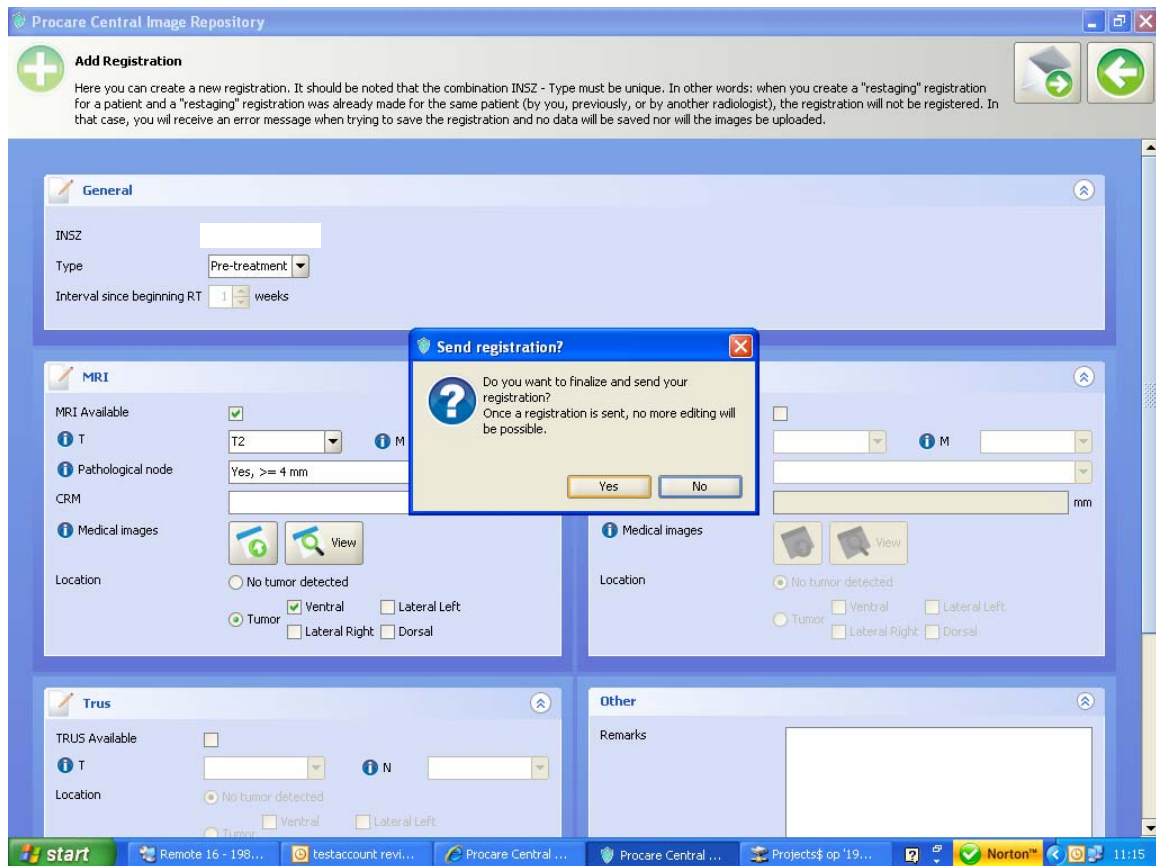 Procare Central Image Repository
Add Registration
Here you can create a new registration. It should be noted that the combination INSZ - Type must be unique. In other words: when you create a "restaging" registration
for a patient and a "restaging" registration was already made for the same patient (by you, previously, or by another radiologist), the registration will not be registered. In
that case, you wil receive an error message when trying to save the registration and no data will be saved nor will the images be uploaded.
General
INSZ
Type Pre-treatment
Interval since beginning RT 1 weeks
Send registration?
Do you want to finalize and send your
registration?
Once a registration is sent, no more editing will
be possible.
Yes No
MRI
MRI Available
T T2 M
Pathological node Yes, >= 4 mm
CRM
Medical images View
Location No tumor detected
Tumor Ventral Lateral Left
Lateral Right Dorsal
M
mm
Medical images View
Location No tumor detected
Tumor Ventral Lateral Left
Lateral Right Dorsal
Trus
TRUS Available
T N
Location No tumor detected
Ventral Lateral Left
Tumor
Other
Remarks
start Remote 16 - 198... testaccount revi... Procare Central ... Procare Central ... Projects$ op '19... Norton™ 11:15